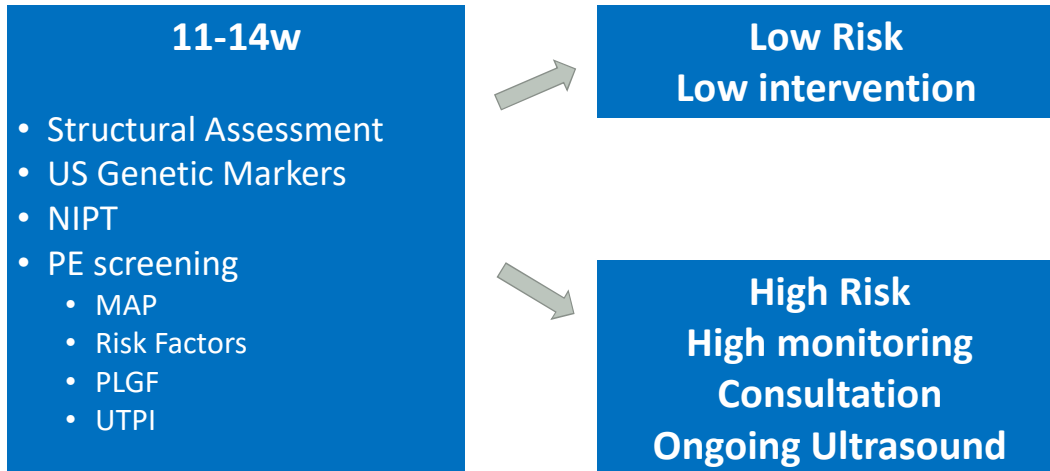 11-14w
• Structural Assessment
• US Genetic Markers
• NIPT
• PE screening
• MAP
• Risk Factors
• PLGF
• UTPI
Low Risk
Low intervention
High Risk
High monitoring
Consultation
Ongoing Ultrasound